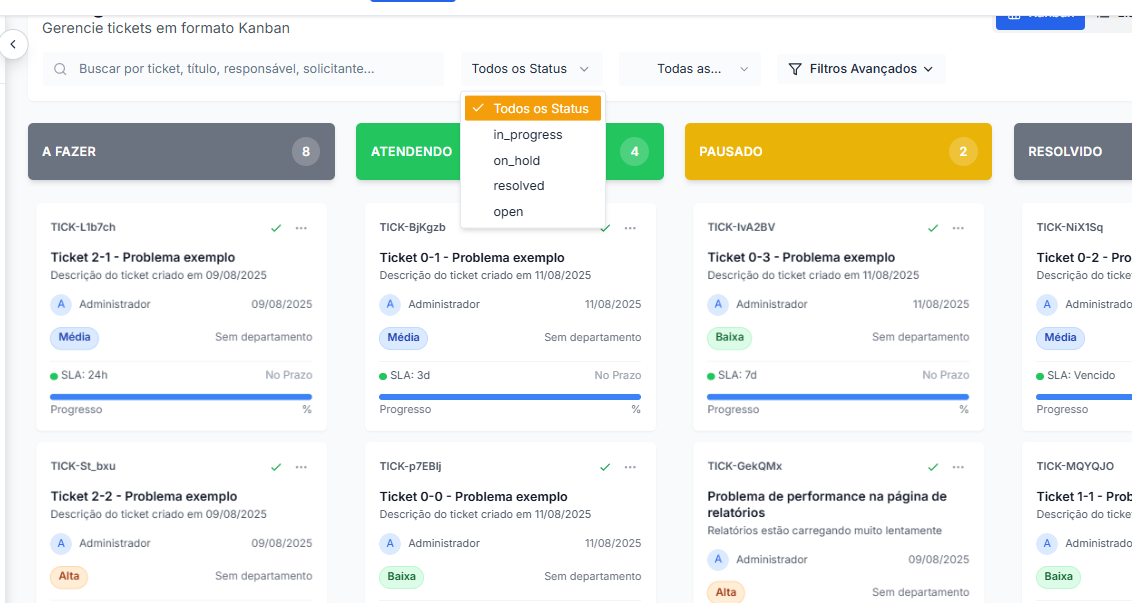 Gerencie tickets em formato Kanban
Kanban
Buscar por ticket, título, responsável, solicitante...
Todos os Status
Todas as...
Filtros Avançados
Todos os Status
in_progress
on_hold
resolved
open
A FAZER
8
ATENDENDO
4
PAUSADO
2
RESOLVIDO
TICK-L1b7ch
Ticket 2-1 - Problema exemplo
Descrição do ticket criado em 09/08/2025
A
Administrador
09/08/2025
Média
Sem departamento
SLA: 24h
No Prazo
Progresso
%
TICK-St_bxu
Ticket 2-2 - Problema exemplo
Descrição do ticket criado em 09/08/2025
A
Administrador
09/08/2025
Alta
Sem departamento
TICK-BjKgzb
Ticket 0-1 - Problema exemplo
Descrição do ticket criado em 11/08/2025
A
Administrador
11/08/2025
Média
Sem departamento
SLA: 3d
No Prazo
Progresso
%
TICK-p7EBIj
Ticket 0-0 - Problema exemplo
Descrição do ticket criado em 11/08/2025
A
Administrador
11/08/2025
Baixa
Sem departamento
TICK-IvA2BV
Ticket 0-3 - Problema exemplo
Descrição do ticket criado em 11/08/2025
A
Administrador
11/08/2025
Baixa
Sem departamento
SLA: 7d
No Prazo
Progresso
%
TICK-GekQMx
Problema de performance na página de
relatórios
Relatórios estão carregando muito lentamente
A
Administrador
09/08/2025
Alta
Sem departamento
TICK-NiX1Sq
Ticket 0-2 - Pro
Descrição do ticke
A
Administrado
Média
SLA: Vencido
Progresso
TICK-MQYQJO
Ticket 1-1 - Prob
Descrição do ticke
A
Administrado
Baixa